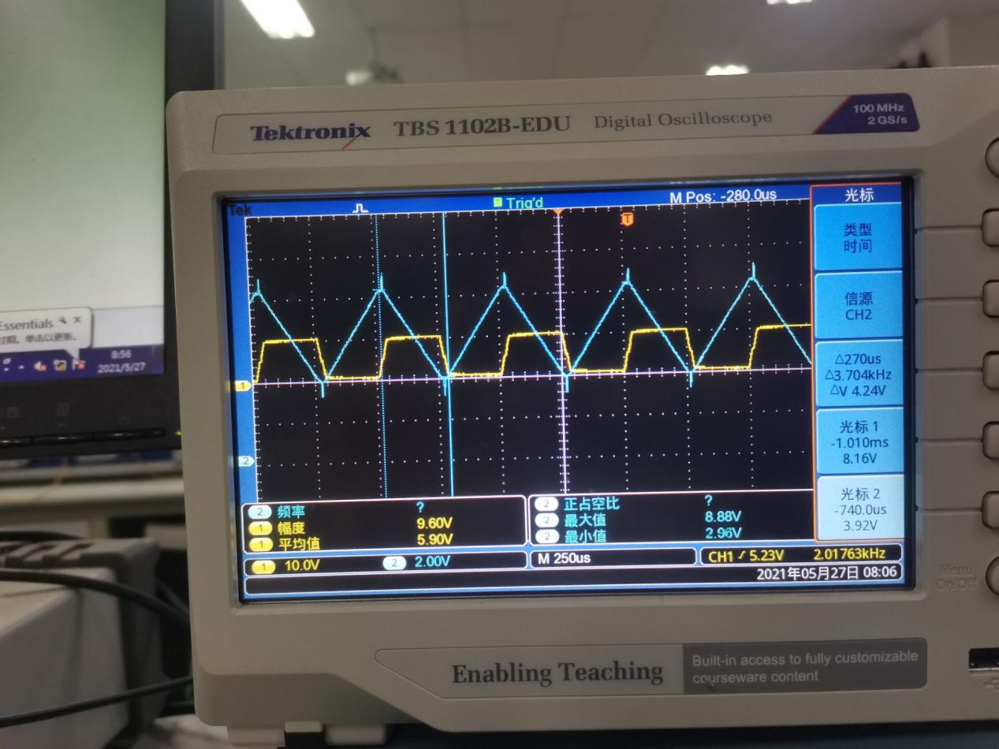 Tektronix TBS 1102B-EDU Digital Oscilloscope
100 MHz
2 GS/s
Tek
T Trig'd
M Pos: -280.0us
光标
T
类型
时间
信源
CH2
△270us
△3.704kHz
△V 4.24V
光标 1
-1.010ms
8.16V
光标 2
-740.0us
3.92V
1
2
2 频率 ?
1 幅度 9.60V
1 平均值 5.90V
2 正占空比 ?
2 最大值 8.88V
2 最小值 2.96V
1 10.0V 2 2.00V M 250us CH1 5.23V 2.01763kHz
2021年05月27日 08:06
Enabling Teaching
Built-in access to fully customizable
courseware content
Menu
On/Off
Essentials x
过期。单击以更新。
8:56
2021/5/27